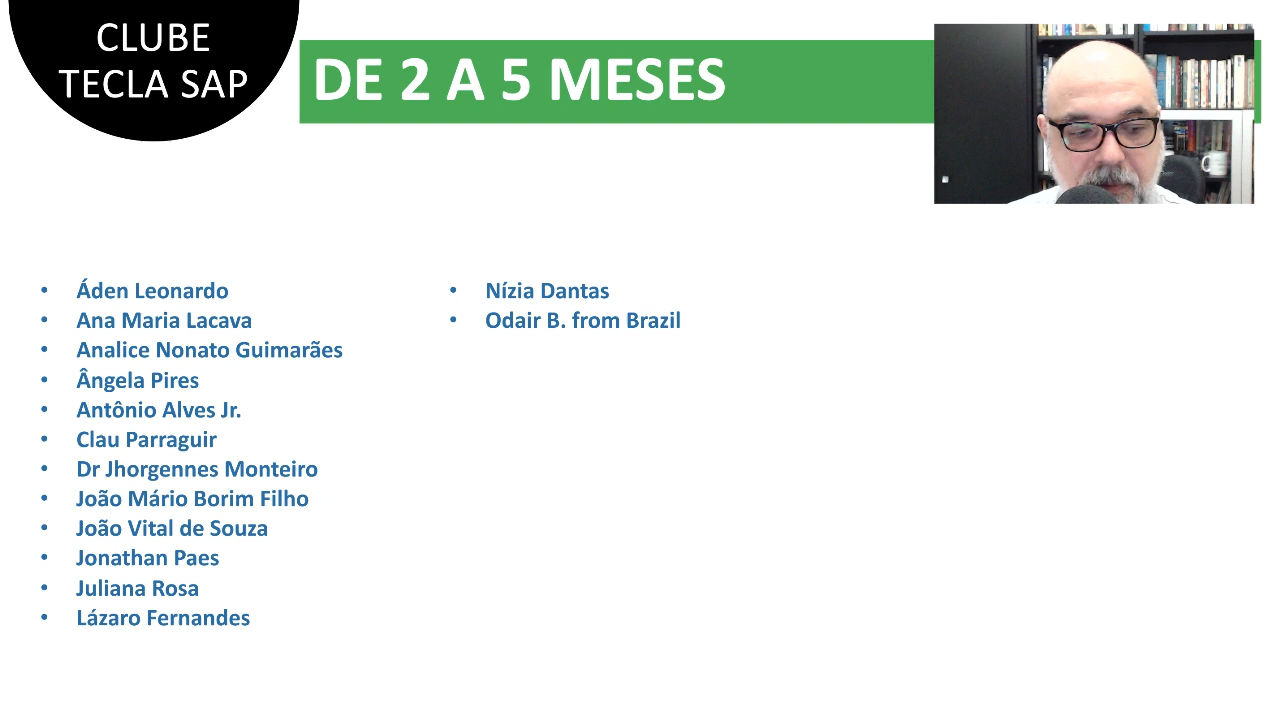 CLUBE
TECLA SAP
DE 2 A 5 MESES
• Áden Leonardo
• Ana Maria Lacava
• Analice Nonato Guimarães
• Ângela Pires
• Antônio Alves Jr.
• Clau Parraguir
• Dr Jhorgennes Monteiro
• João Mário Borim Filho
• João Vital de Souza
• Jonathan Paes
• Juliana Rosa
• Lázaro Fernandes
• Nízia Dantas
• Odair B. from Brazil